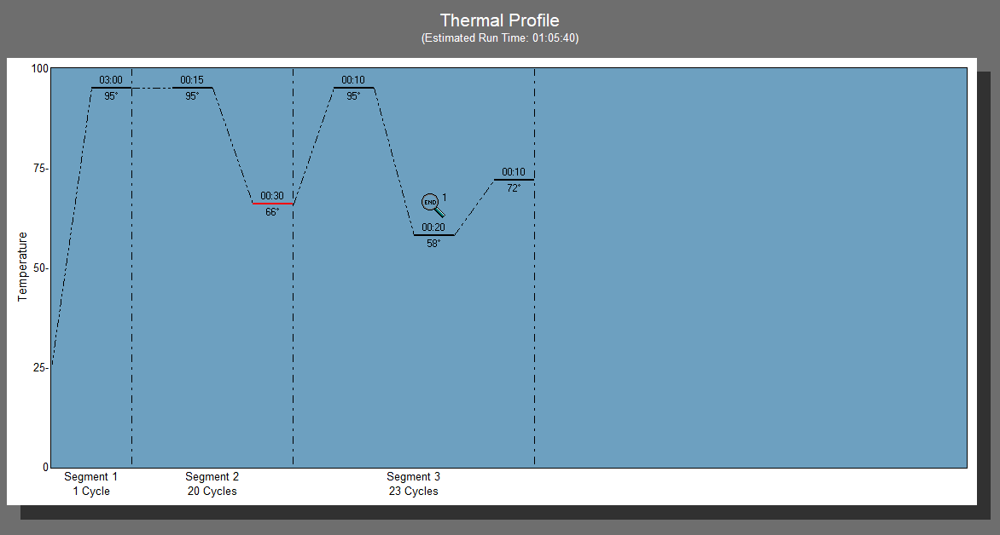 Thermal Profile
(Estimated Run Time: 01:05:40)
100
03:00
00:15
00:10
95°
95°
95°
75-
00:10
72°
00:30
END 1
66°
00:20
58°
Temperature
50-
25-
0
Segment 1
Segment 2
Segment 3
1 Cycle
20 Cycles
23 Cycles